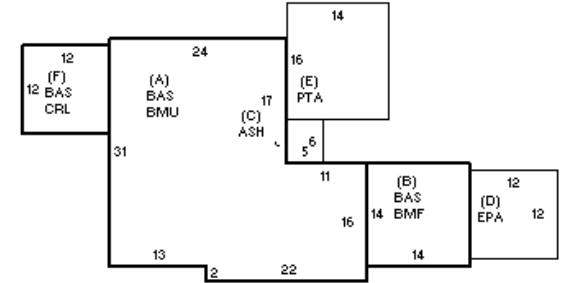 14
12
24
(F)
12 BAS
CRL
(A)
BAS
BMU
16
(E)
PTA
17
(C)
ASH
6
5
31
11
(B)
BAS
14 BMF
12
(D)
EPA
12
16
13
14
2
22